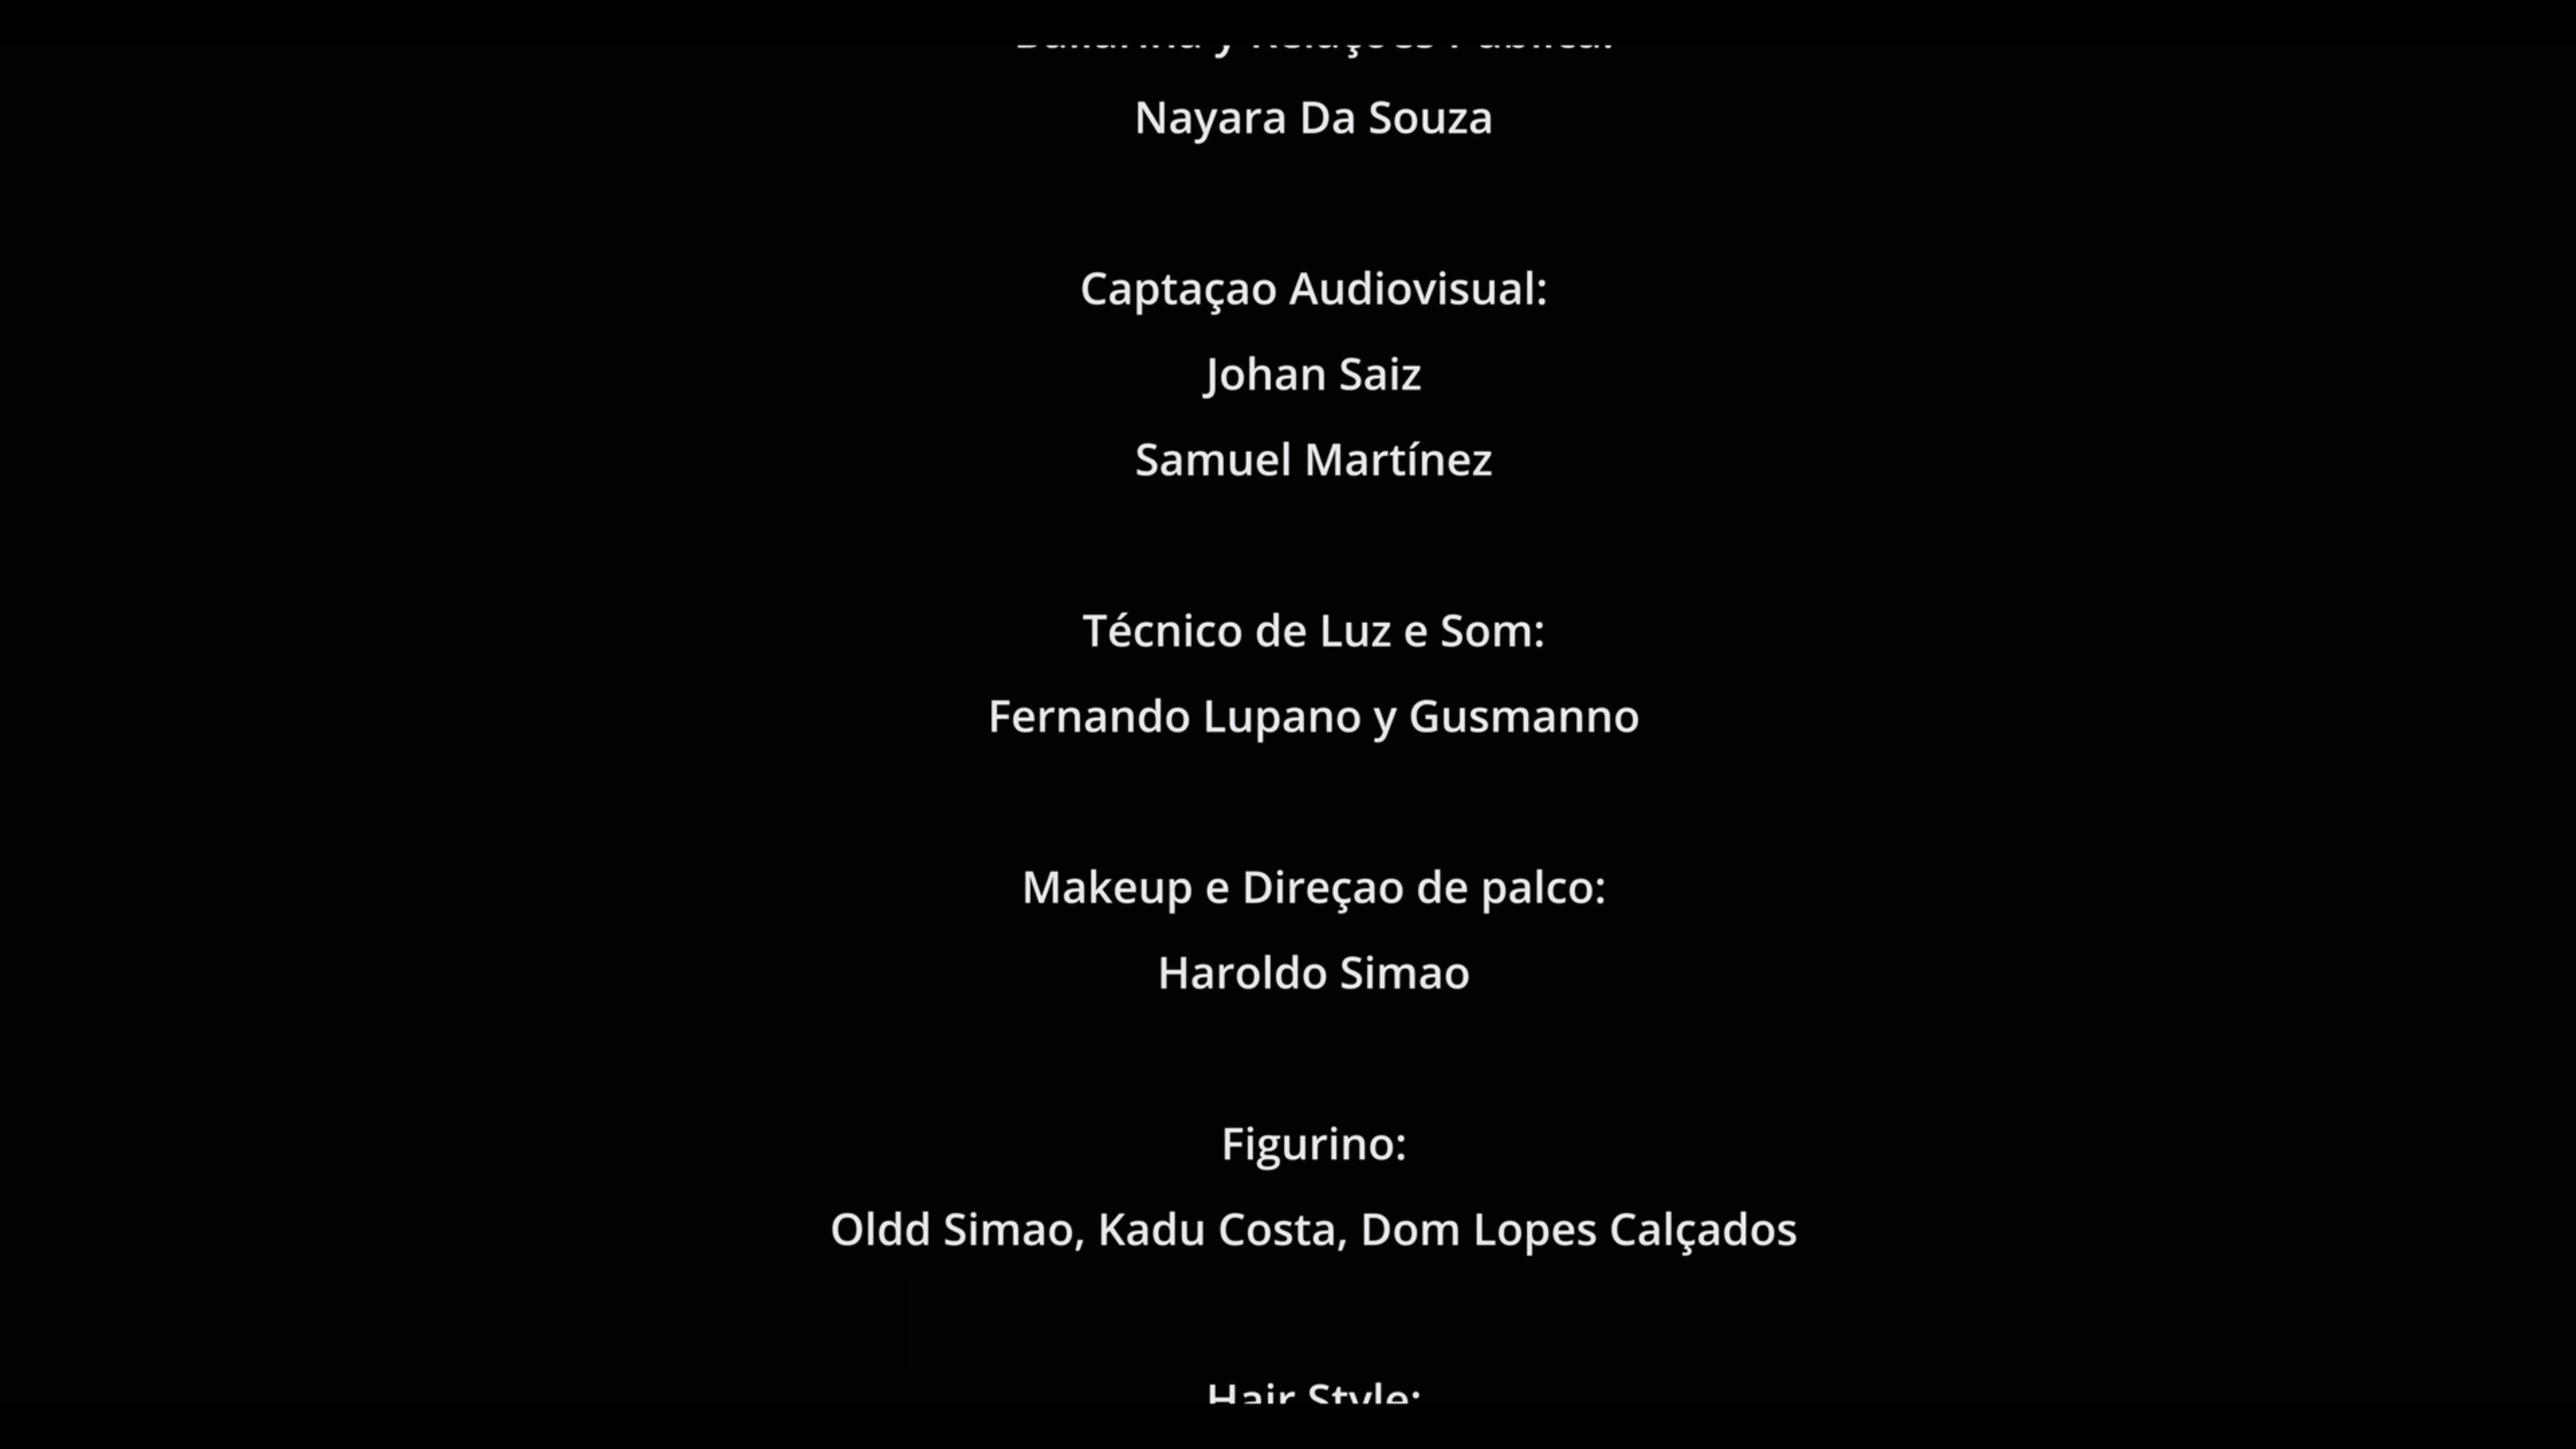 Nayara Da Souza
Captaçao Audiovisual:
Johan Saiz
Samuel Martínez
Técnico de Luz e Som:
Fernando Lupano y Gusmanno
Makeup e Direçao de palco:
Haroldo Simao
Figurino:
Oldd Simao, Kadu Costa, Dom Lopes Calçados
Hair Style: